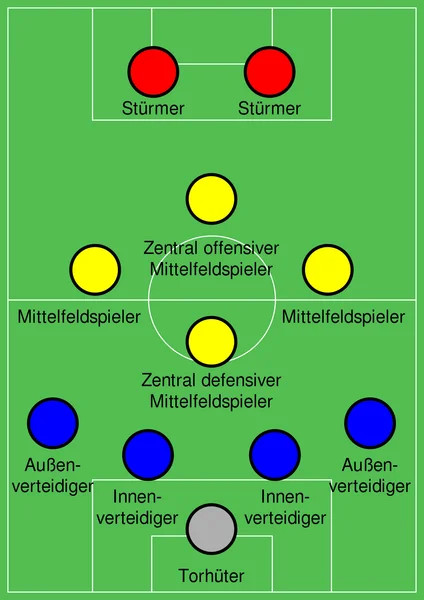 Stürmer
Stürmer
Zentral offensiver
Mittelfeldspieler
Mittelfeldspieler
Mittelfeldspieler
Zentral defensiver
Mittelfeldspieler
Außen-
verteidiger
Innen-
verteidiger
Innen-
verteidiger
Außen-
verteidiger
Torhüter